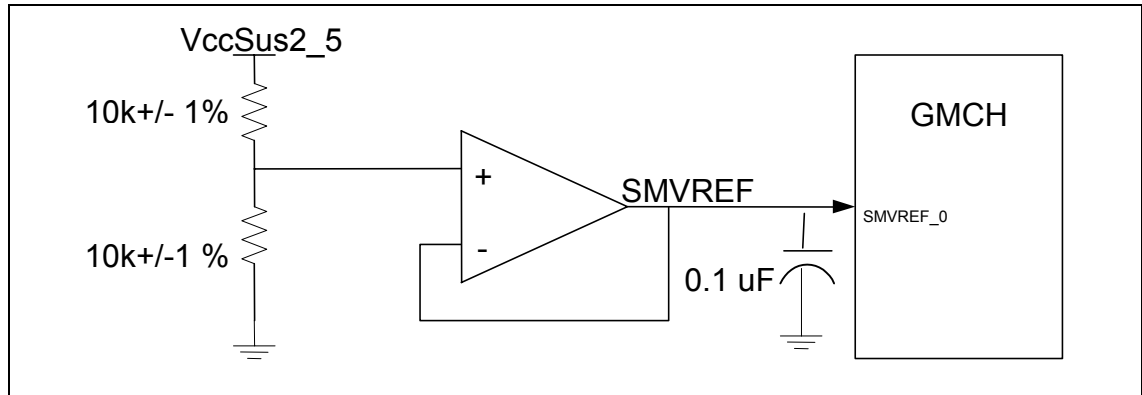 VccSus2_5
10k+/- 1%
GMCH
+
SMVREF
SMVREF_0
10k+/-1 %
-
0.1 uF